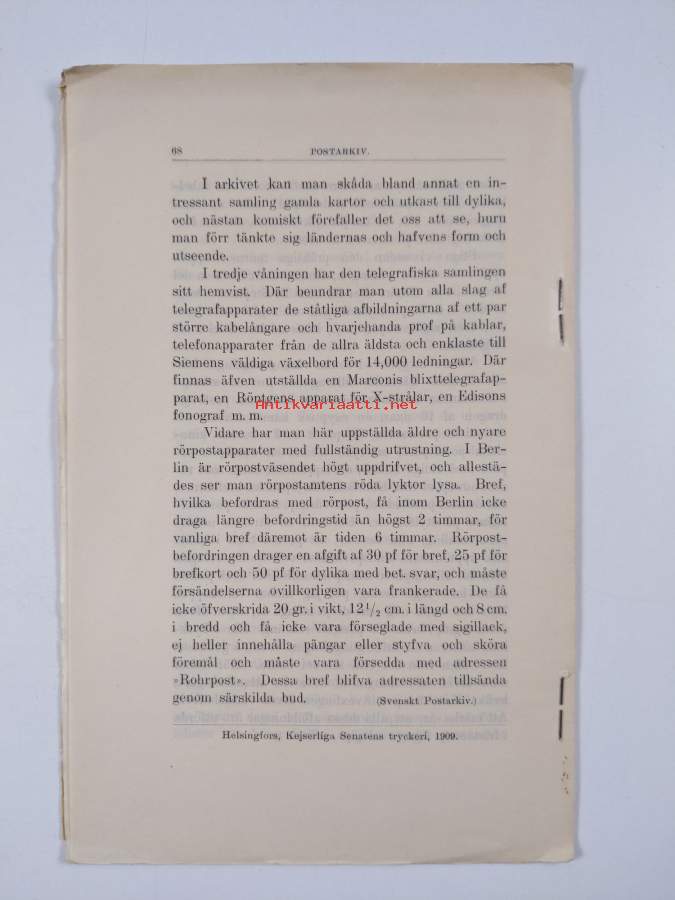 68 POSTARKIV.
I arkivet kan man skåda bland annat en in-
tressant samling gamla kartor och utkast till dylika,
och nästan komiskt förefaller det oss att se, huru
man förr tänkte sig ländernas och hafvens form och
utseende.
I tredje våningen har den telegrafiska samlingen
sitt hemvist. Där beundrar man utom alla slag af
telegrafapparater de ståtliga afbildningarna af ett par
större kabelångare och hvarjehanda prof på kablar,
telefonapparater från de allra äldsta och enklaste till
Siemens väldiga växelbord för 14,000 ledningar. Där
finnas äfven utställda en Marconis blixttelegrafap-
parat, en Röntgens apparat för X-strålar, en Edisons
Antikvariaatti.net
fonograf m. m.
Vidare har man här uppställda äldre och nyare
rörpostapparater med fullständig utrustning. I Ber-
lin är rörpostväsendet högt uppdrifvet, och allestä-
des ser man rörpostamtens röda lyktor lysa. Bref,
hvilka befordras med rörpost, få inom Berlin icke
draga längre befordringstid än högst 2 timmar, för
vanliga bref däremot är tiden 6 timmar. Rörpost-
befordringen drager en afgift af 30 pf för bref, 25 pf för
brefkort och 50 pf för dylika med bet. svar, och måste
försändelserna ovillkorligen vara frankerade. De få
icke öfverskrida 20 gr. i vikt, 12 1/2 cm. i längd och 8 cm.
i bredd och få icke vara förseglade med sigillack,
ej heller innehålla pängar eller styfva och sköra
föremål och måste vara försedda med adressen
»Rohrpost». Dessa bref blifva adressaten tillsända
genom särskilda bud. (Svenskt Postarkiv.)
Helsingfors, Kejserliga Senatens tryckeri, 1909.